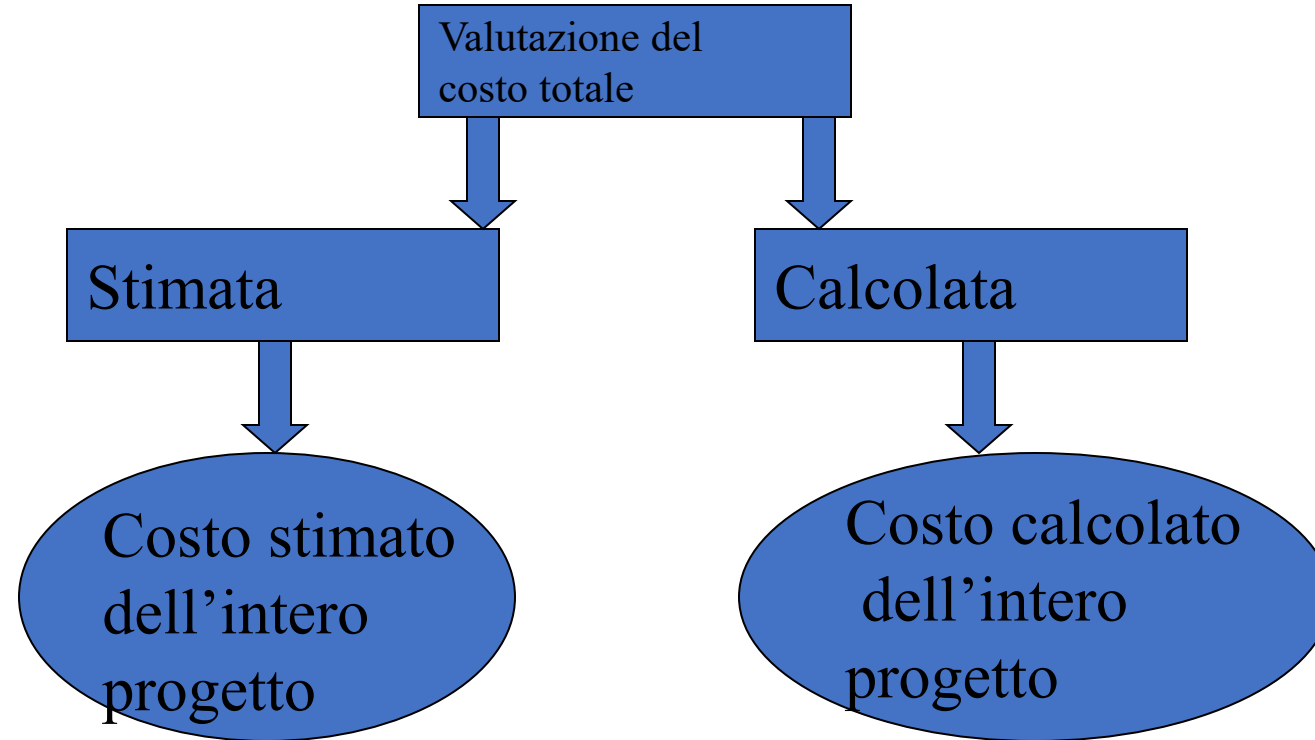 Valutazione del
costo totale
Stimata
Calcolata
Costo stimato
dell’intero
progetto
Costo calcolato
dell’intero
progetto